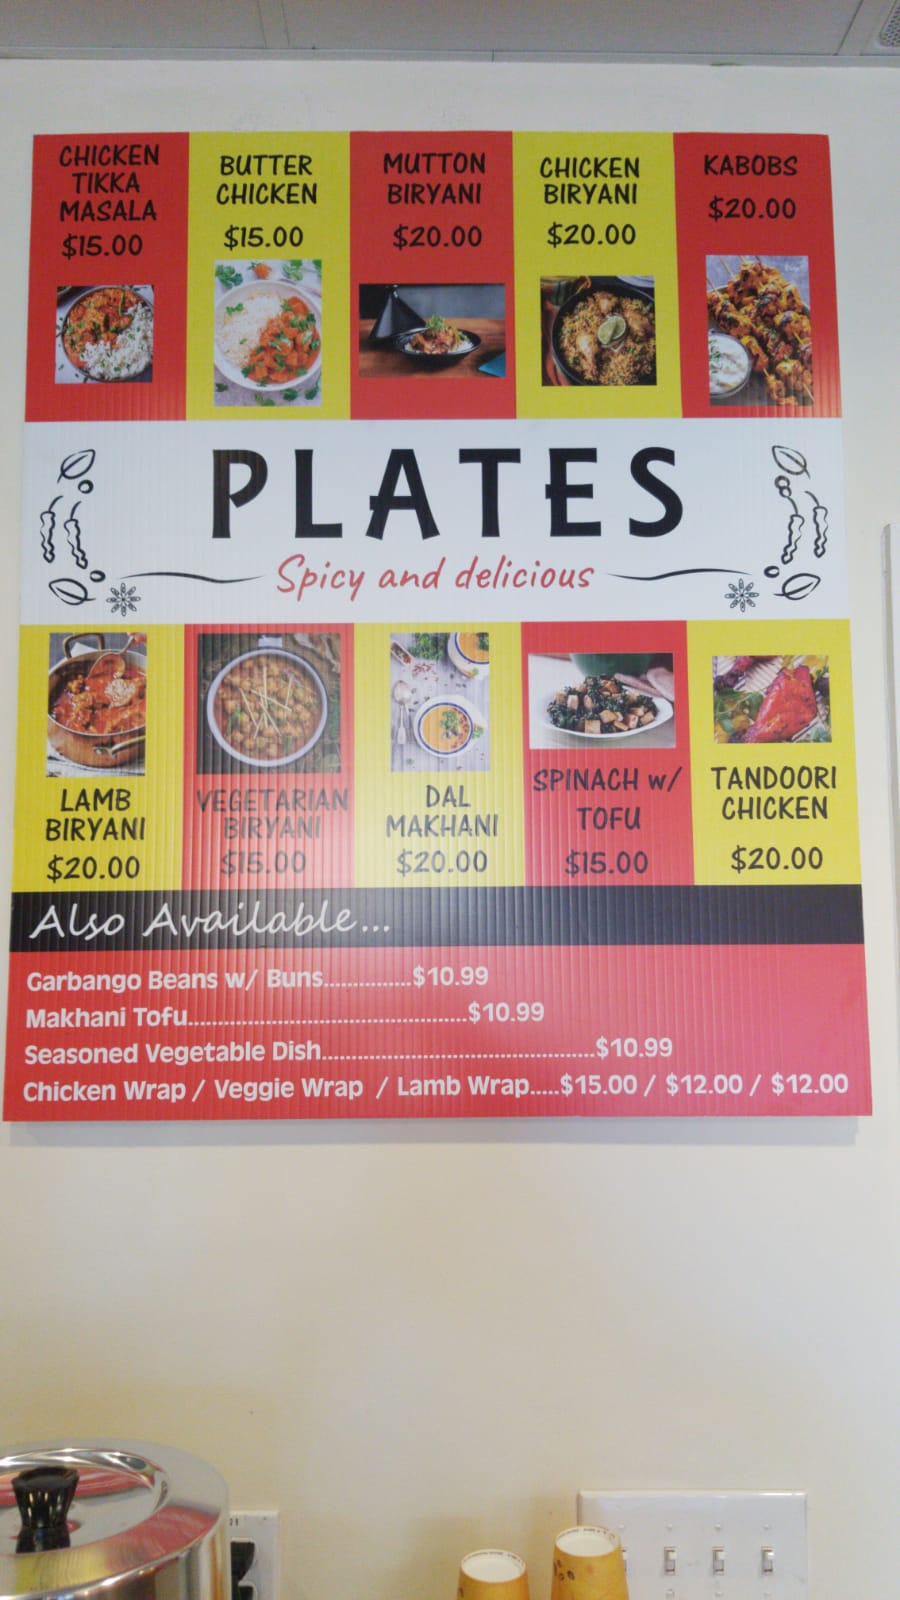 CHICKEN
TIKKA
MASALA
$15.00
BUTTER
CHICKEN
$15.00
MUTTON
BIRYANI
$20.00
CHICKEN
BIRYANI
$20.00
KABOBS
$20.00
PLATES
Spicy and delicious
LAMB
BIRYANI
$20.00
VEGETARIAN
BIRYANI
$15.00
DAL
MAKHANI
$20.00
SPINACH w/
TOFU
$15.00
TANDOORI
CHICKEN
$20.00
Also Available...
Garbango Beans w/ Buns...............$10.99
Makhani Tofu...............................................$10.99
Seasoned Vegetable Dish..............................................$10.99
Chicken Wrap / Veggie Wrap / Lamb Wrap.....$15.00 / $12.00 / $12.00